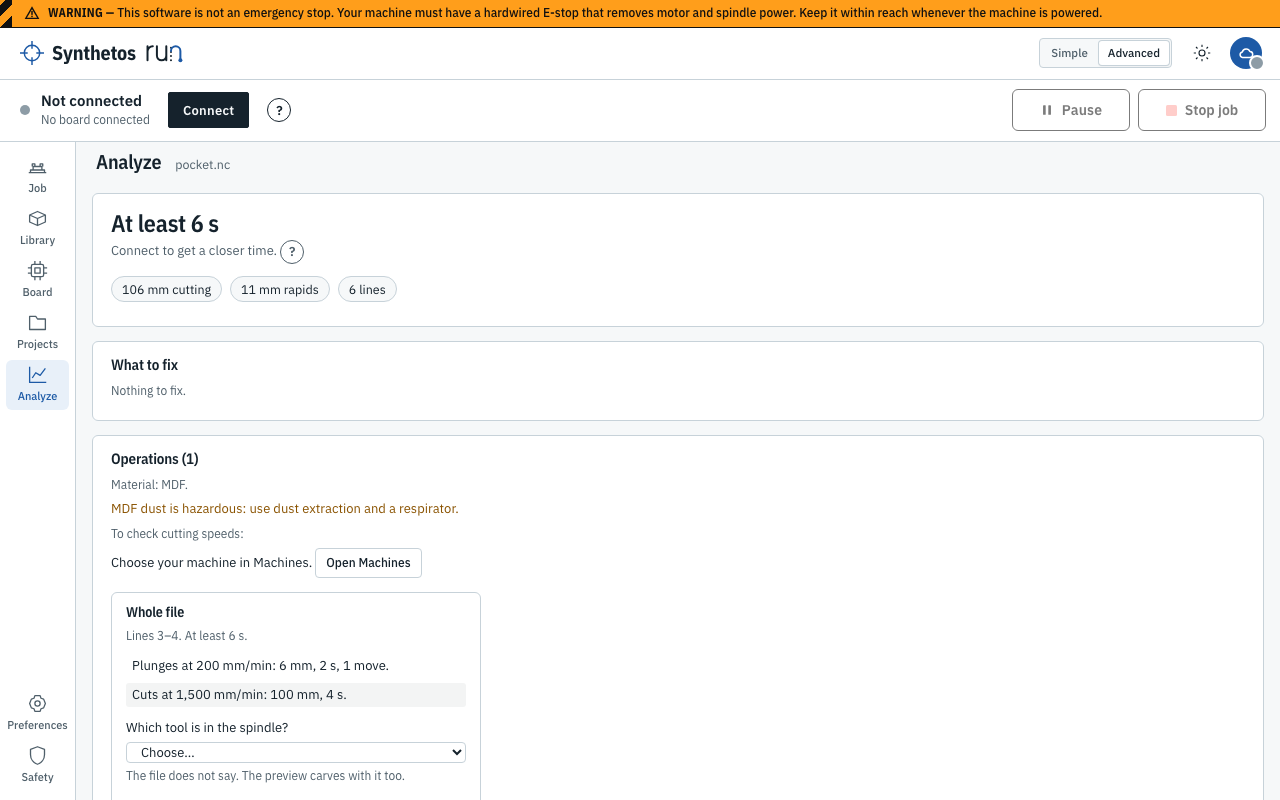 WARNING — This software is not an emergency stop. Your machine must have a hardwired E-stop that removes motor and spindle power. Keep it within reach whenever the machine is powered.
Synthetos run
Simple
Advanced
Not connected
No board connected
Connect
?
Pause
Stop job
Job
Library
Board
Projects
Analyze
Preferences
Safety
Analyze pocket.nc
At least 6 s
Connect to get a closer time. ?
106 mm cutting
11 mm rapids
6 lines
What to fix
Nothing to fix.
Operations (1)
Material: MDF.
MDF dust is hazardous: use dust extraction and a respirator.
To check cutting speeds:
Choose your machine in Machines. Open Machines
Whole file
Lines 3–4. At least 6 s.
Plunges at 200 mm/min: 6 mm, 2 s, 1 move.
Cuts at 1,500 mm/min: 100 mm, 4 s.
Which tool is in the spindle?
Choose...
The file does not say. The preview carves with it too.